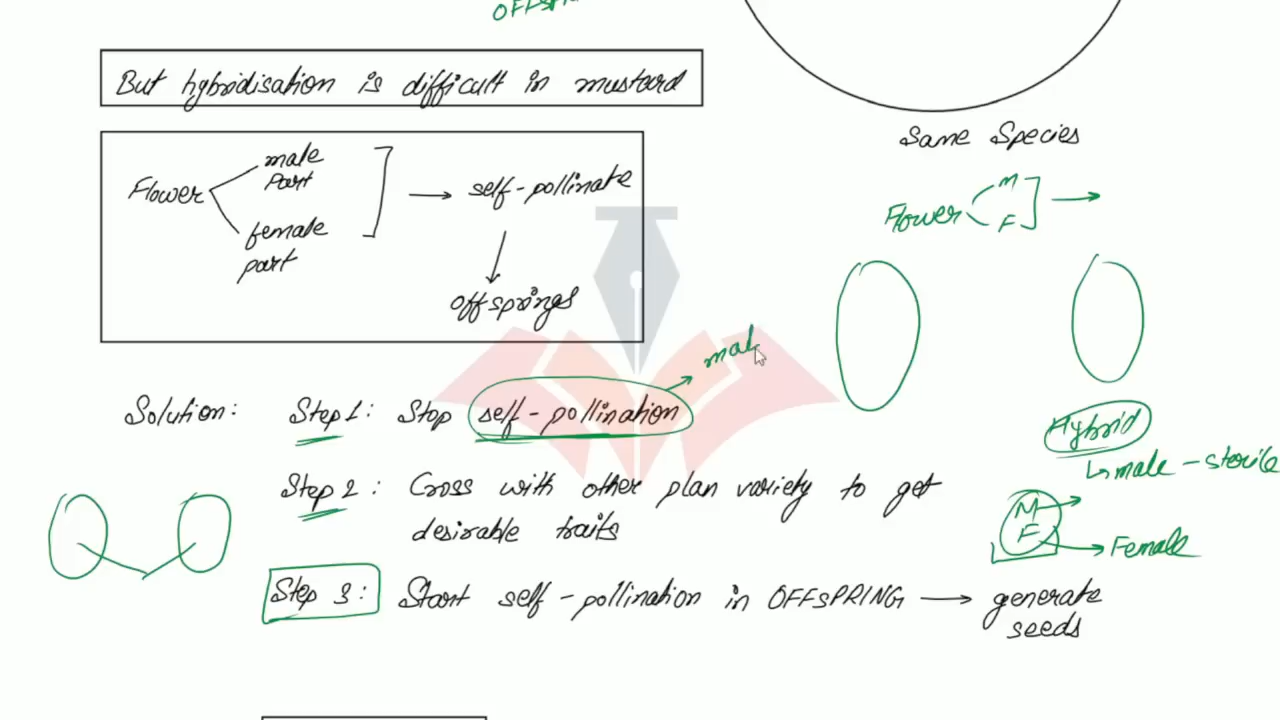 OFFSPR
But hybridisation is difficult in mustard
Flower
male
Part
female
part
self-pollinate
offsprings
Same Species
Flower
M
F
Solution: Step 1: Stop self-pollination
mal
Hybrid
male - sterile
Step 2: Cross with other plan variety to get
desirable traits
M
F
Female
Step 3: Start self-pollination in OFFSPRING
generate
seeds